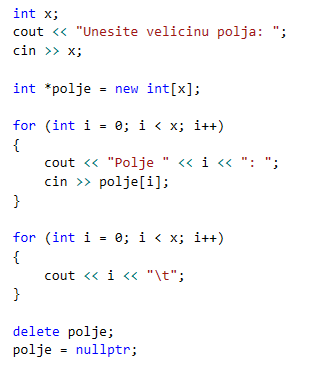 int x;
cout << "Unesite velicinu polja: ";
cin >> x;
int *polje = new int[x];
for (int i = 0; i < x; i++)
{
    cout << "Polje " << i << ": ";
    cin >> polje[i];
}
for (int i = 0; i < x; i++)
{
    cout << i << "\t";
}
delete polje;
polje = nullptr;